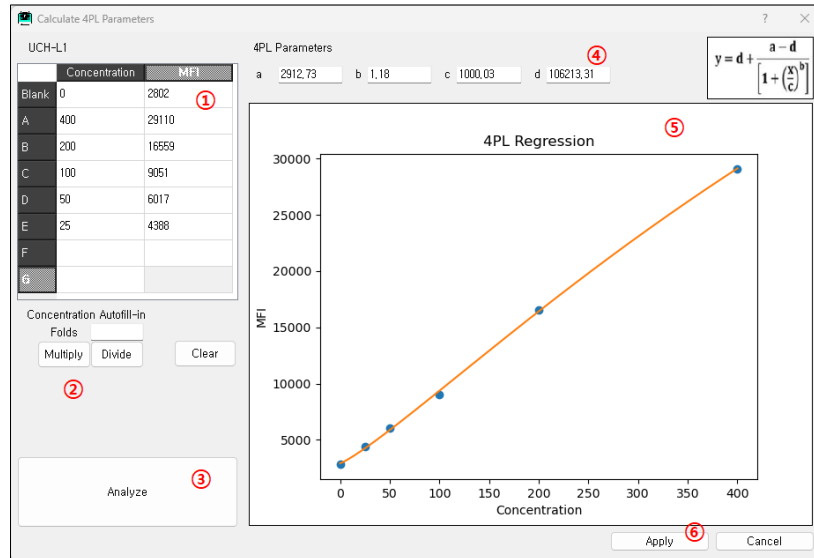 Calculate 4PL Parameters
?
UCH-L1
Concentration MFI
Blank 0 2802
A 400 29110
B 200 16559
C 100 9051
D 50 6017
E 25 4388
F
G
①
Concentration Autofill-in
Folds
Multiply Divide Clear
②
Analyze
③
4PL Parameters
④
a 2912,73 b 1,18 c 1000,03 d 106213,31
y = d + a − d / [1 + (x/c)^b]
⑤
4PL Regression
30000
25000
20000
15000
10000
5000
MFI
0 50 100 150 200 250 300 350 400
Concentration
Apply ⑥ Cancel